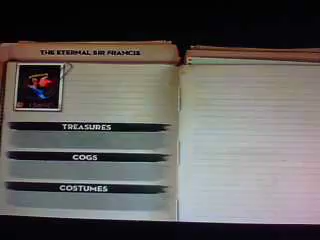 THE ETERNAL SIR FRANCIS
TREASURES
COGS
COSTUMES